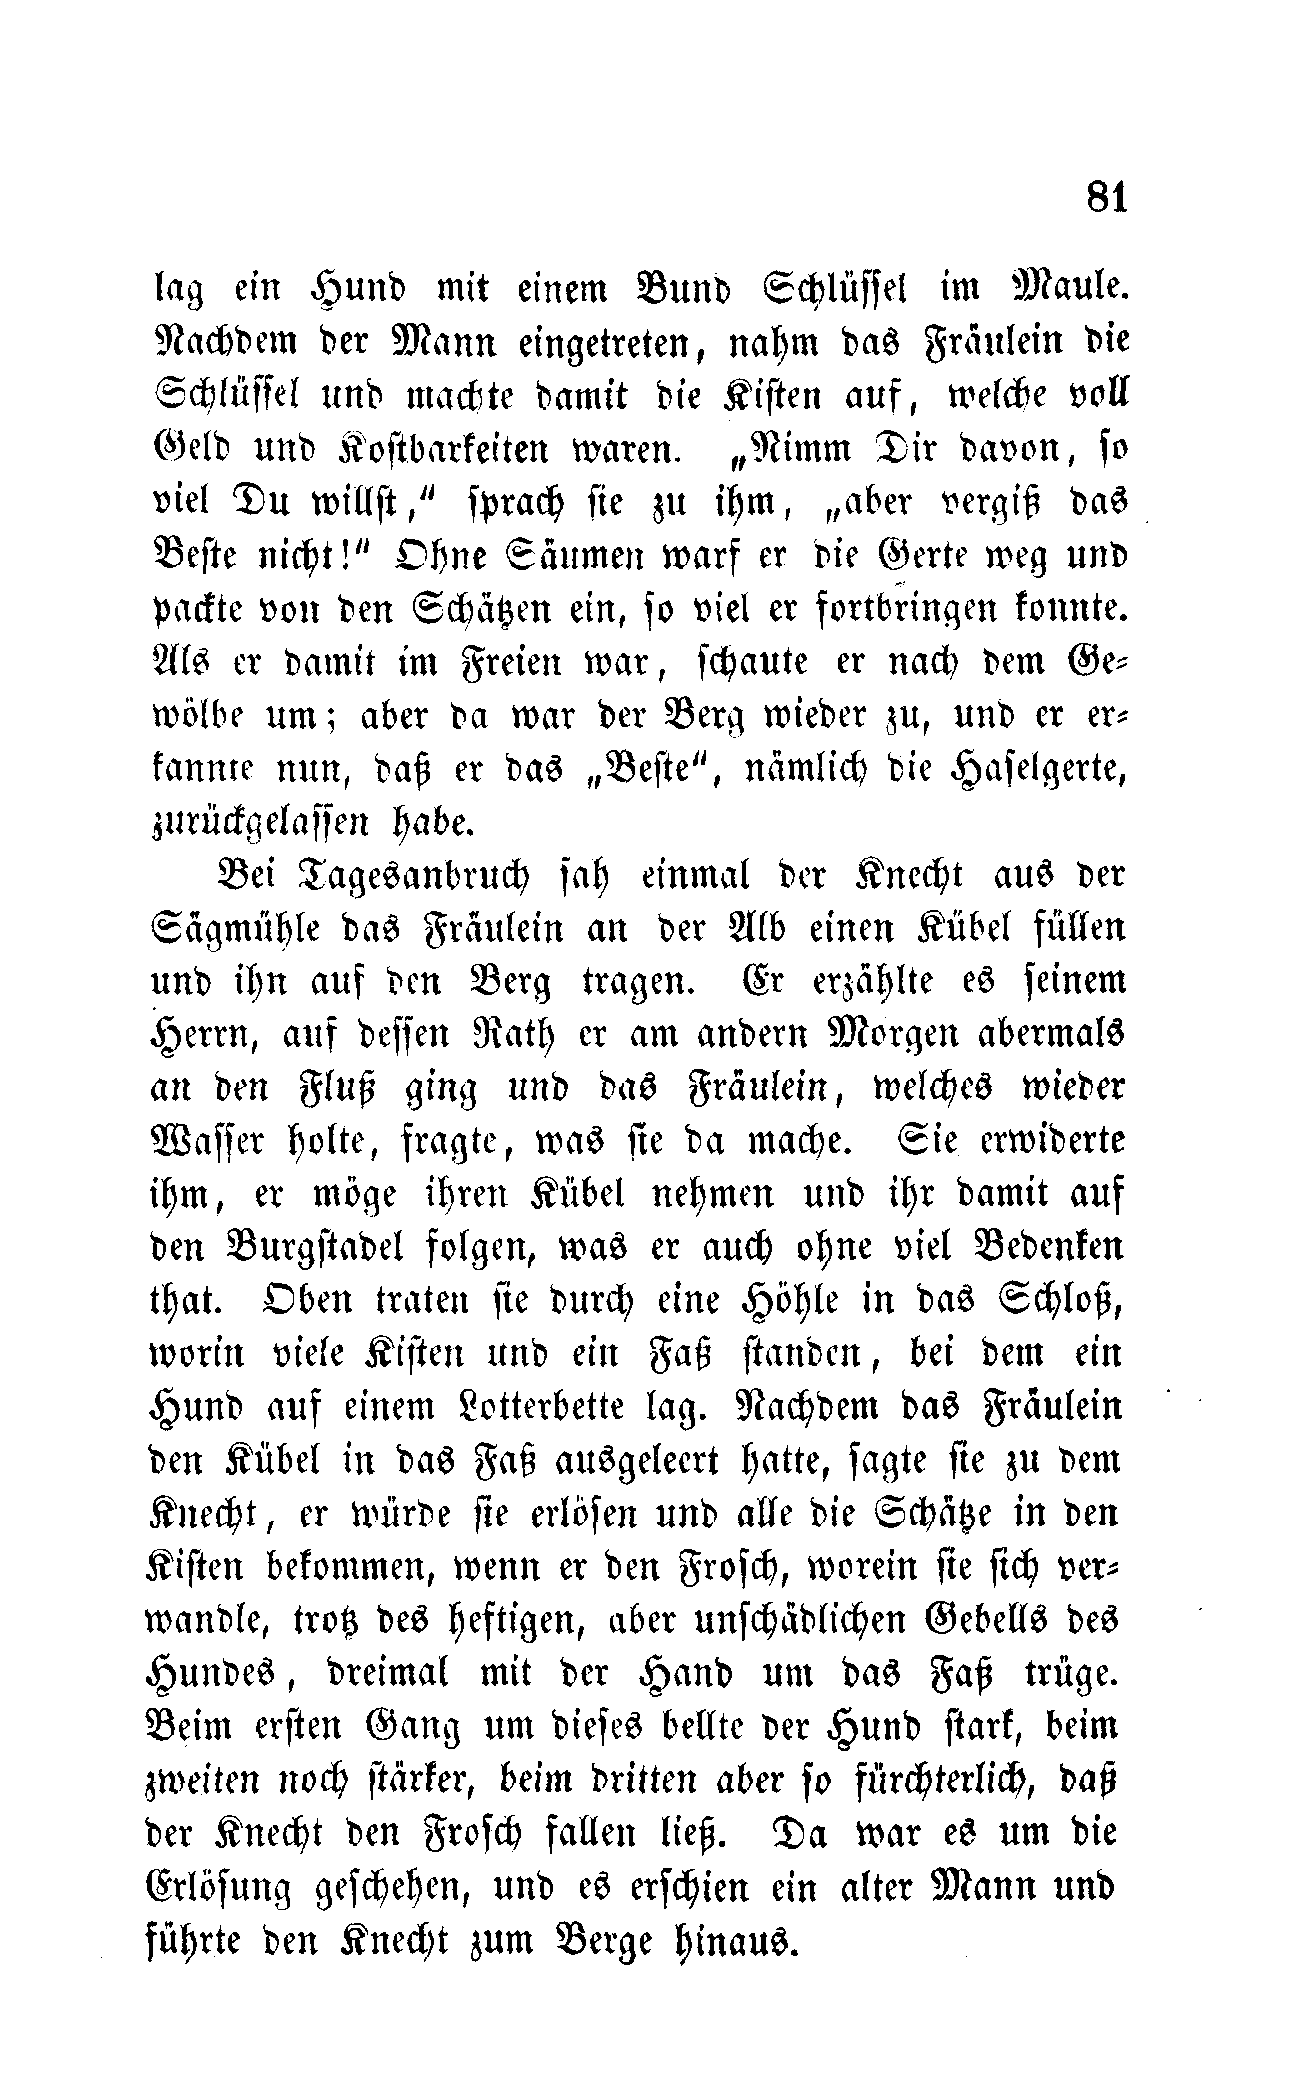 81
lag ein Hund mit einem Bund Schlüssel im Maule.
Nachdem der Mann eingetreten, nahm das Fräulein die
Schlüssel und machte damit die Kisten auf, welche voll
Geld und Kostbarkeiten waren. „Nimm Dir davon, so
viel Du willst,“ sprach sie zu ihm, „aber vergiß das
Beste nicht!“ Ohne Säumen warf er die Gerte weg und
packte von den Schätzen ein, so viel er fortbringen konnte.
Als er damit im Freien war, schaute er nach dem Ge-
wölbe um; aber da war der Berg wieder zu, und er er-
kannte nun, daß er das „Beste“, nämlich die Haselgerte,
zurückgelassen habe.
Bei Tagesanbruch sah einmal der Knecht aus der
Sägmühle das Fräulein an der Alb einen Kübel füllen
und ihn auf den Berg tragen. Er erzählte es seinem
Herrn, auf dessen Rath er am andern Morgen abermals
an den Fluß ging und das Fräulein, welches wieder
Wasser holte, fragte, was sie da mache. Sie erwiderte
ihm, er möge ihren Kübel nehmen und ihr damit auf
den Burgstadel folgen, was er auch ohne viel Bedenken
that. Oben traten sie durch eine Höhle in das Schloß,
worin viele Kisten und ein Faß standen, bei dem ein
Hund auf einem Lotterbette lag. Nachdem das Fräulein
den Kübel in das Faß ausgeleert hatte, sagte sie zu dem
Knecht, er würde sie erlösen und alle die Schätze in den
Kisten bekommen, wenn er den Frosch, worein sie sich ver-
wandle, trotz des heftigen, aber unschädlichen Gebells des
Hundes, dreimal mit der Hand um das Faß trüge.
Beim ersten Gang um dieses bellte der Hund stark, beim
zweiten noch stärker, beim dritten aber so fürchterlich, daß
der Knecht den Frosch fallen ließ. Da war es um die
Erlösung geschehen, und es erschien ein alter Mann und
führte den Knecht zum Berge hinaus.